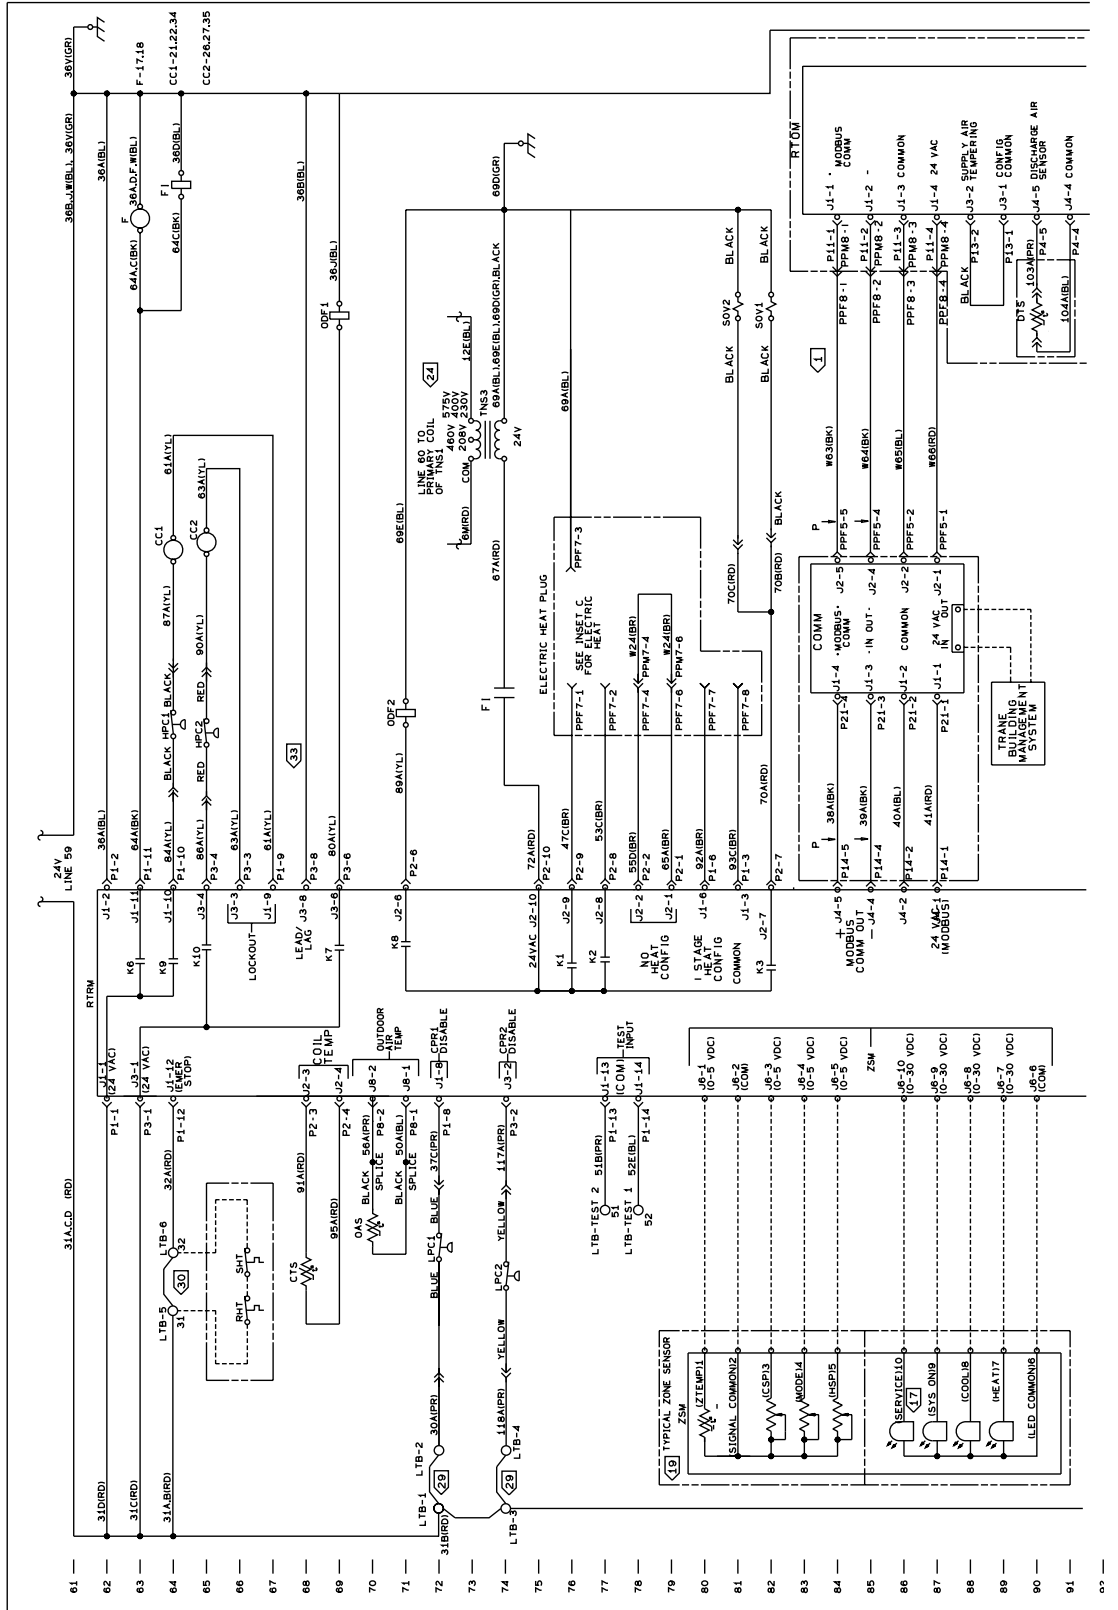 61
62
63
64
65
66
67
68
69
70
71
72
73
74
75
76
77
78
79
80
81
82
83
84
85
86
87
88
89
90
91
92
31A,C,D (RD)
24V
LINE 59
36B,J,W(BL), 36V(GR)
36V(GR)
31D(RD)
P1-1
J1-1
(24 VAC)
RTRM
J1-2
P1-2
36A(BL)
36A(BL)
31C(RD)
P3-1
J3-1
(24 VAC)
K6
J1-11
P1-11
64A(BK)
64A,C(BK)
F
36A,D,F,W(BL)
F-17,18
31A,B(RD)
LTB-5
31
30
LTB-6
32
32A(RD)
P1-12
J1-12
(EMER
STOP)
K9
J1-10
P1-10
84A(YL)
BLACK
HPC1
BLACK
87A(YL)
CC1
61A(YL)
64C(BK)
F1
36D(BL)
CC1-21,22,34
K10
J3-4
P3-4
86A(YL)
RED
HPC2
RED
90A(YL)
CC2
63A(YL)
CC2-26,27,35
RHT
SHT
LOCKOUT
J3-3
P3-3
63A(YL)
J1-9
P1-9
61A(YL)
CTS
91A(RD)
P2-3
J2-3
COIL
TEMP
LEAD/
LAG
J3-8
P3-8
33
36B(BL)
95A(RD)
P2-4
J2-4
K7
J3-6
P3-6
80A(YL)
ODF1
36J(BL)
OAS
BLACK
SPLICE
56A(PR)
P8-2
J8-2
OUTDOOR
AIR
TEMP
BLACK
SPLICE
50A(BL)
P8-1
J8-1
K8
J2-6
P2-6
89A(YL)
ODF2
69E(BL)
31B(RD)
LTB-1
29
LTB-2
30A(PR)
BLUE
LPC1
BLUE
37C(PR)
P1-8
J1-8
CPR1
DISABLE
LINE 60 TO
PRIMARY COIL
OF TNS1
6M(RD)
COM
460V
208V
575V
400V
230V
24
12E(BL)
TNS3
24V
LTB-3
29
LTB-4
118A(PR)
YELLOW
LPC2
YELLOW
117A(PR)
P3-2
J3-2
CPR2
DISABLE
67A(RD)
F1
69A(BL),69E(BL),69D(GR),BLACK
69D(GR)
24VAC
J2-10
P2-10
72A(RD)
ELECTRIC HEAT PLUG
K1
J2-9
P2-9
47C(BR)
PPF7-1
SEE INSET C
FOR ELECTRIC
HEAT
PPF7-3
69A(BL)
LTB-TEST 2
51
51B(PR)
P1-13
J1-13
(COM)
TEST
INPUT
K2
J2-8
P2-8
53C(BR)
PPF7-2
LTB-TEST 1
52
52E(BL)
P1-14
J1-14
NO
HEAT
CONFIG
J2-2
P2-2
55D(BR)
PPF7-4
PPM7-4
W24(BR)
J2-1
P2-1
65A(BR)
PPF7-6
PPM7-6
W24(BR)
1 STAGE
HEAT
CONFIG
J1-6
P1-6
92A(BR)
PPF7-7
COMMON
J1-3
P1-3
93C(BR)
PPF7-8
70C(RD)
BLACK
SOV2
BLACK
K3
J2-7
P2-7
70A(RD)
70B(RD)
BLACK
BLACK
SOV1
BLACK
19
TYPICAL ZONE SENSOR
ZSM
(ZTEMP)1
(SIGNAL COMMON)2
(CSP)3
(MODE)4
(HSP)5
(SERVICE)10
17
(SYS ON)9
(COOL)8
(HEAT)7
(LED COMMON)6
J6-1
(0-5 VDC)
J6-2
(COM)
J6-3
(0-5 VDC)
J6-4
(0-5 VDC)
J6-5
(0-5 VDC)
ZSM
J6-10
(0-30 VDC)
J6-9
(0-30 VDC)
J6-8
(0-30 VDC)
J6-7
(0-30 VDC)
J6-6
(COM)
+
MODBUS
COMM OUT
-
J4-5
P14-5
P
38A(BK)
P21-4
J4-4
P14-4
39A(BK)
P21-3
J4-2
P14-2
40A(BL)
P21-2
24 VAC
(MODBUS)
P14-1
41A(RD)
P21-1
COMM
J1-4
MODBUS
COMM
J2-5
J1-3
IN OUT
J2-4
J1-2
COMMON
J2-2
J1-1
24 VAC
IN OUT
J2-1
TRANE
BUILDING
MANAGEMENT
SYSTEM
P
PPF5-5
W63(BK)
1
PPF8-1
PPM8-1
P11-1
J1-1
MODBUS
COMM
PPF5-4
W64(BK)
PPF8-2
PPM8-2
P11-2
J1-2 -
PPF5-2
W65(BL)
PPF8-3
PPM8-3
P11-3
J1-3 COMMON
PPF5-1
W66(RD)
PPF8-4
PPM8-4
P11-4
J1-4 24 VAC
RTOM
BLACK
P13-2
J3-2 SUPPLY AIR
TEMPERING
P13-1
J3-1 CONFIG
COMMON
DTS
103A(PR)
P4-5
J4-5 DISCHARGE AIR
SENSOR
104A(BL)
P4-4
J4-4 COMMON